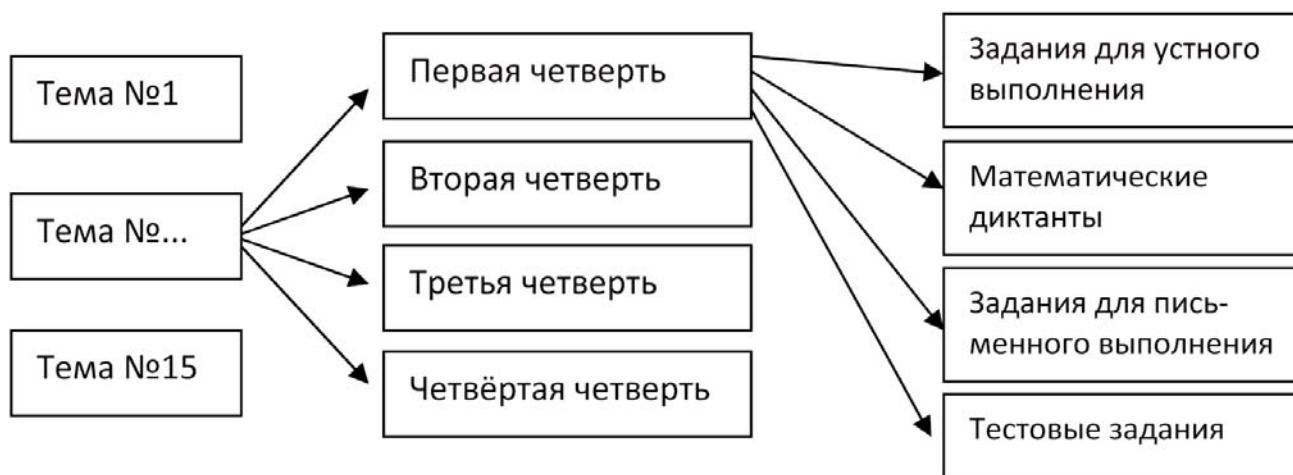 Тема №1
Тема №...
Тема №15
Первая четверть
Вторая четверть
Третья четверть
Четвёртая четверть
Задания для устного
выполнения
Математические
диктанты
Задания для пись-
менного выполнения
Тестовые задания